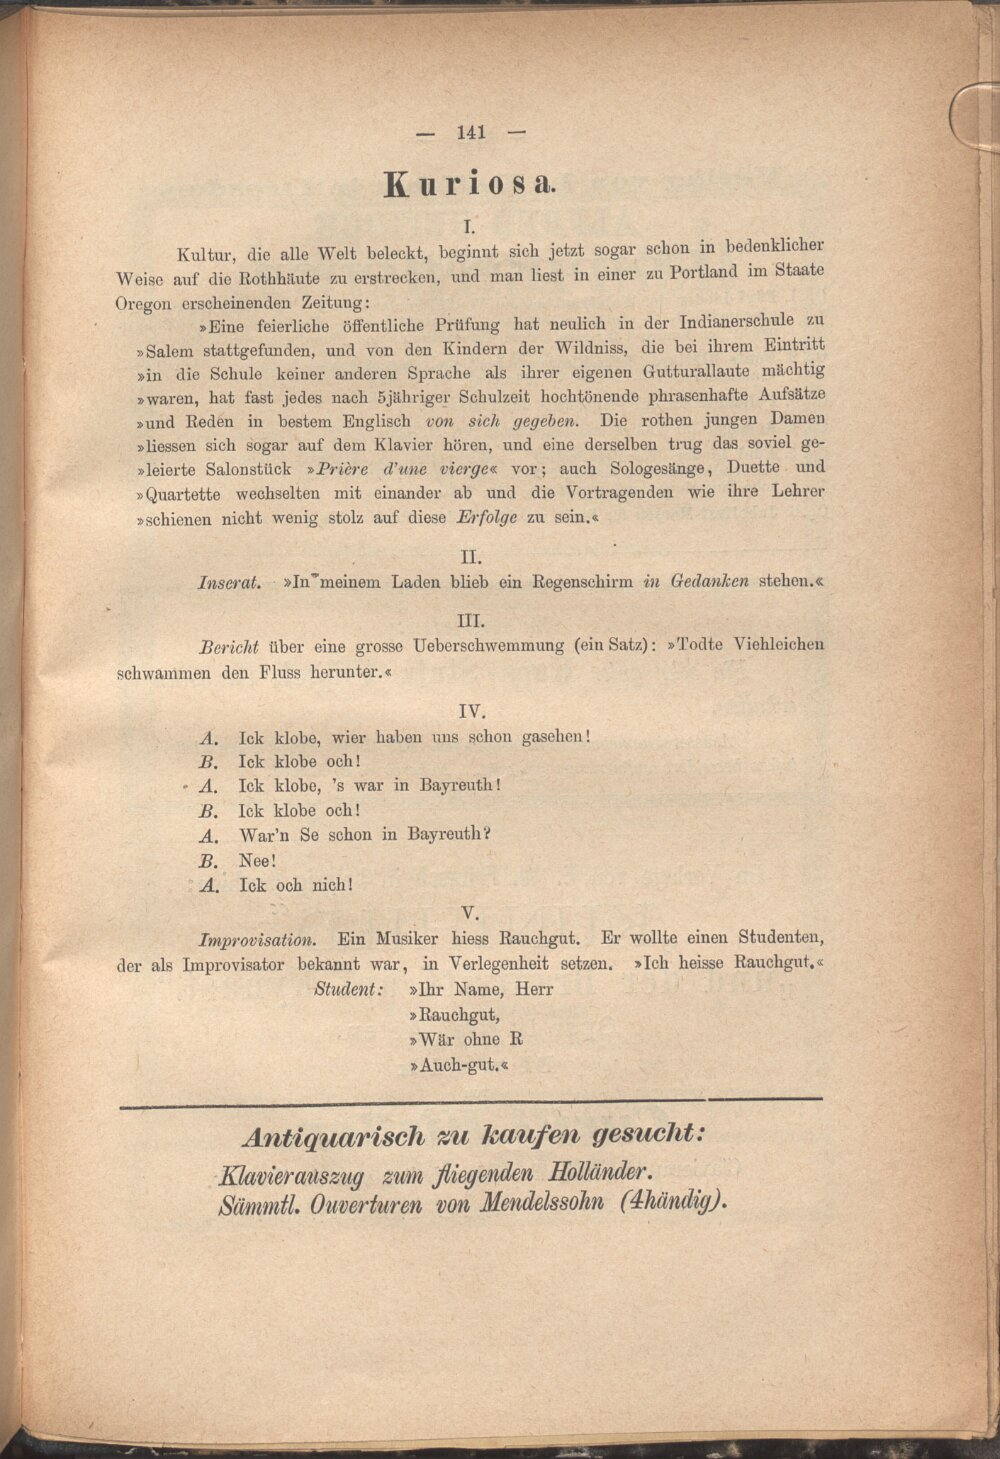 — 141 —
Kuriosa.
I.
Kultur, die alle Welt beleckt, beginnt sich jetzt sogar schon in bedenklicher
Weise auf die Rothhäute zu erstrecken, und man liest in einer zu Portland im Staate
Oregon erscheinenden Zeitung:
»Eine feierliche öffentliche Prüfung hat neulich in der Indianerschule zu
»Salem stattgefunden, und von den Kindern der Wildniss, die bei ihrem Eintritt
»in die Schule keiner anderen Sprache als ihrer eigenen Gutturallaute mächtig
»waren, hat fast jedes nach 5jähriger Schulzeit hochtönende phrasenhafte Aufsätze
»und Reden in bestem Englisch von sich gegeben. Die rothen jungen Damen
»liessen sich sogar auf dem Klavier hören, und eine derselben trug das soviel ge-
»leierte Salonstück »Prière d'une vierge« vor; auch Sologesänge, Duette und
»Quartette wechselten mit einander ab und die Vortragenden wie ihre Lehrer
»schienen nicht wenig stolz auf diese Erfolge zu sein.«
II.
Inserat. »In meinem Laden blieb ein Regenschirm in Gedanken stehen.«
III.
Bericht über eine grosse Ueberschwemmung (ein Satz): »Todte Viehleichen
schwammen den Fluss herunter.«
IV.
A. Ick klobe, wier haben uns schon gasehen!
B. Ick klobe och!
A. Ick klobe, 's war in Bayreuth!
B. Ick klobe och!
A. War'n Se schon in Bayreuth?
B. Nee!
A. Ick och nich!
V.
Improvisation. Ein Musiker hiess Rauchgut. Er wollte einen Studenten,
der als Improvisator bekannt war, in Verlegenheit setzen. »Ich heisse Rauchgut.«
Student: »Ihr Name, Herr
»Rauchgut,
»Wär ohne R
»Auch-gut.«
Antiquarisch zu kaufen gesucht:
Klavierauszug zum fliegenden Holländer.
Sämmtl. Ouverturen von Mendelssohn (4händig).